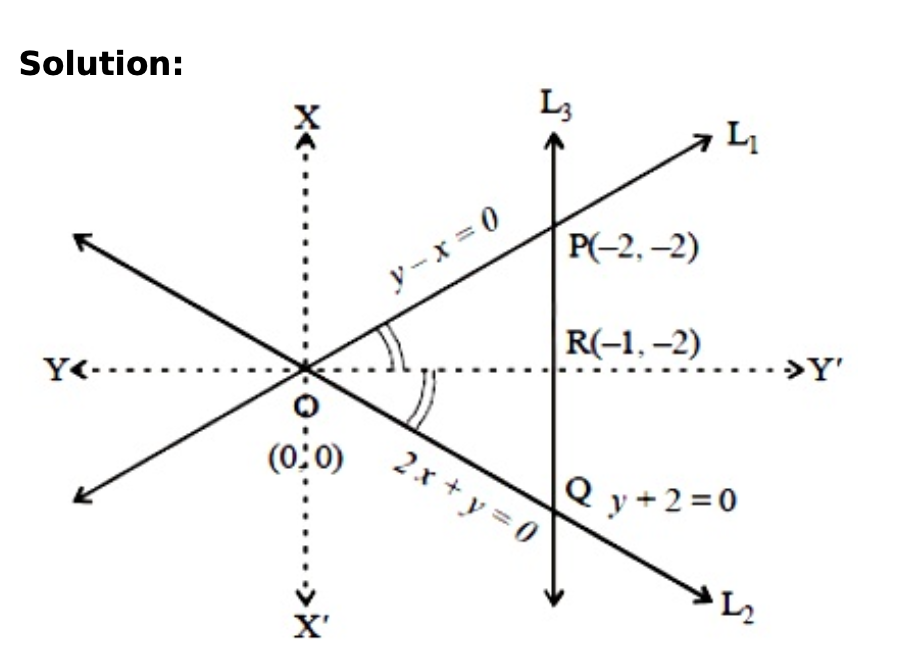 Solution:
X
L₃
L₁
y – x = 0
P(–2, –2)
R(–1, –2)
Y
Y′
O
(0, 0)
2x + y = 0
Q y + 2 = 0
L₂
X′